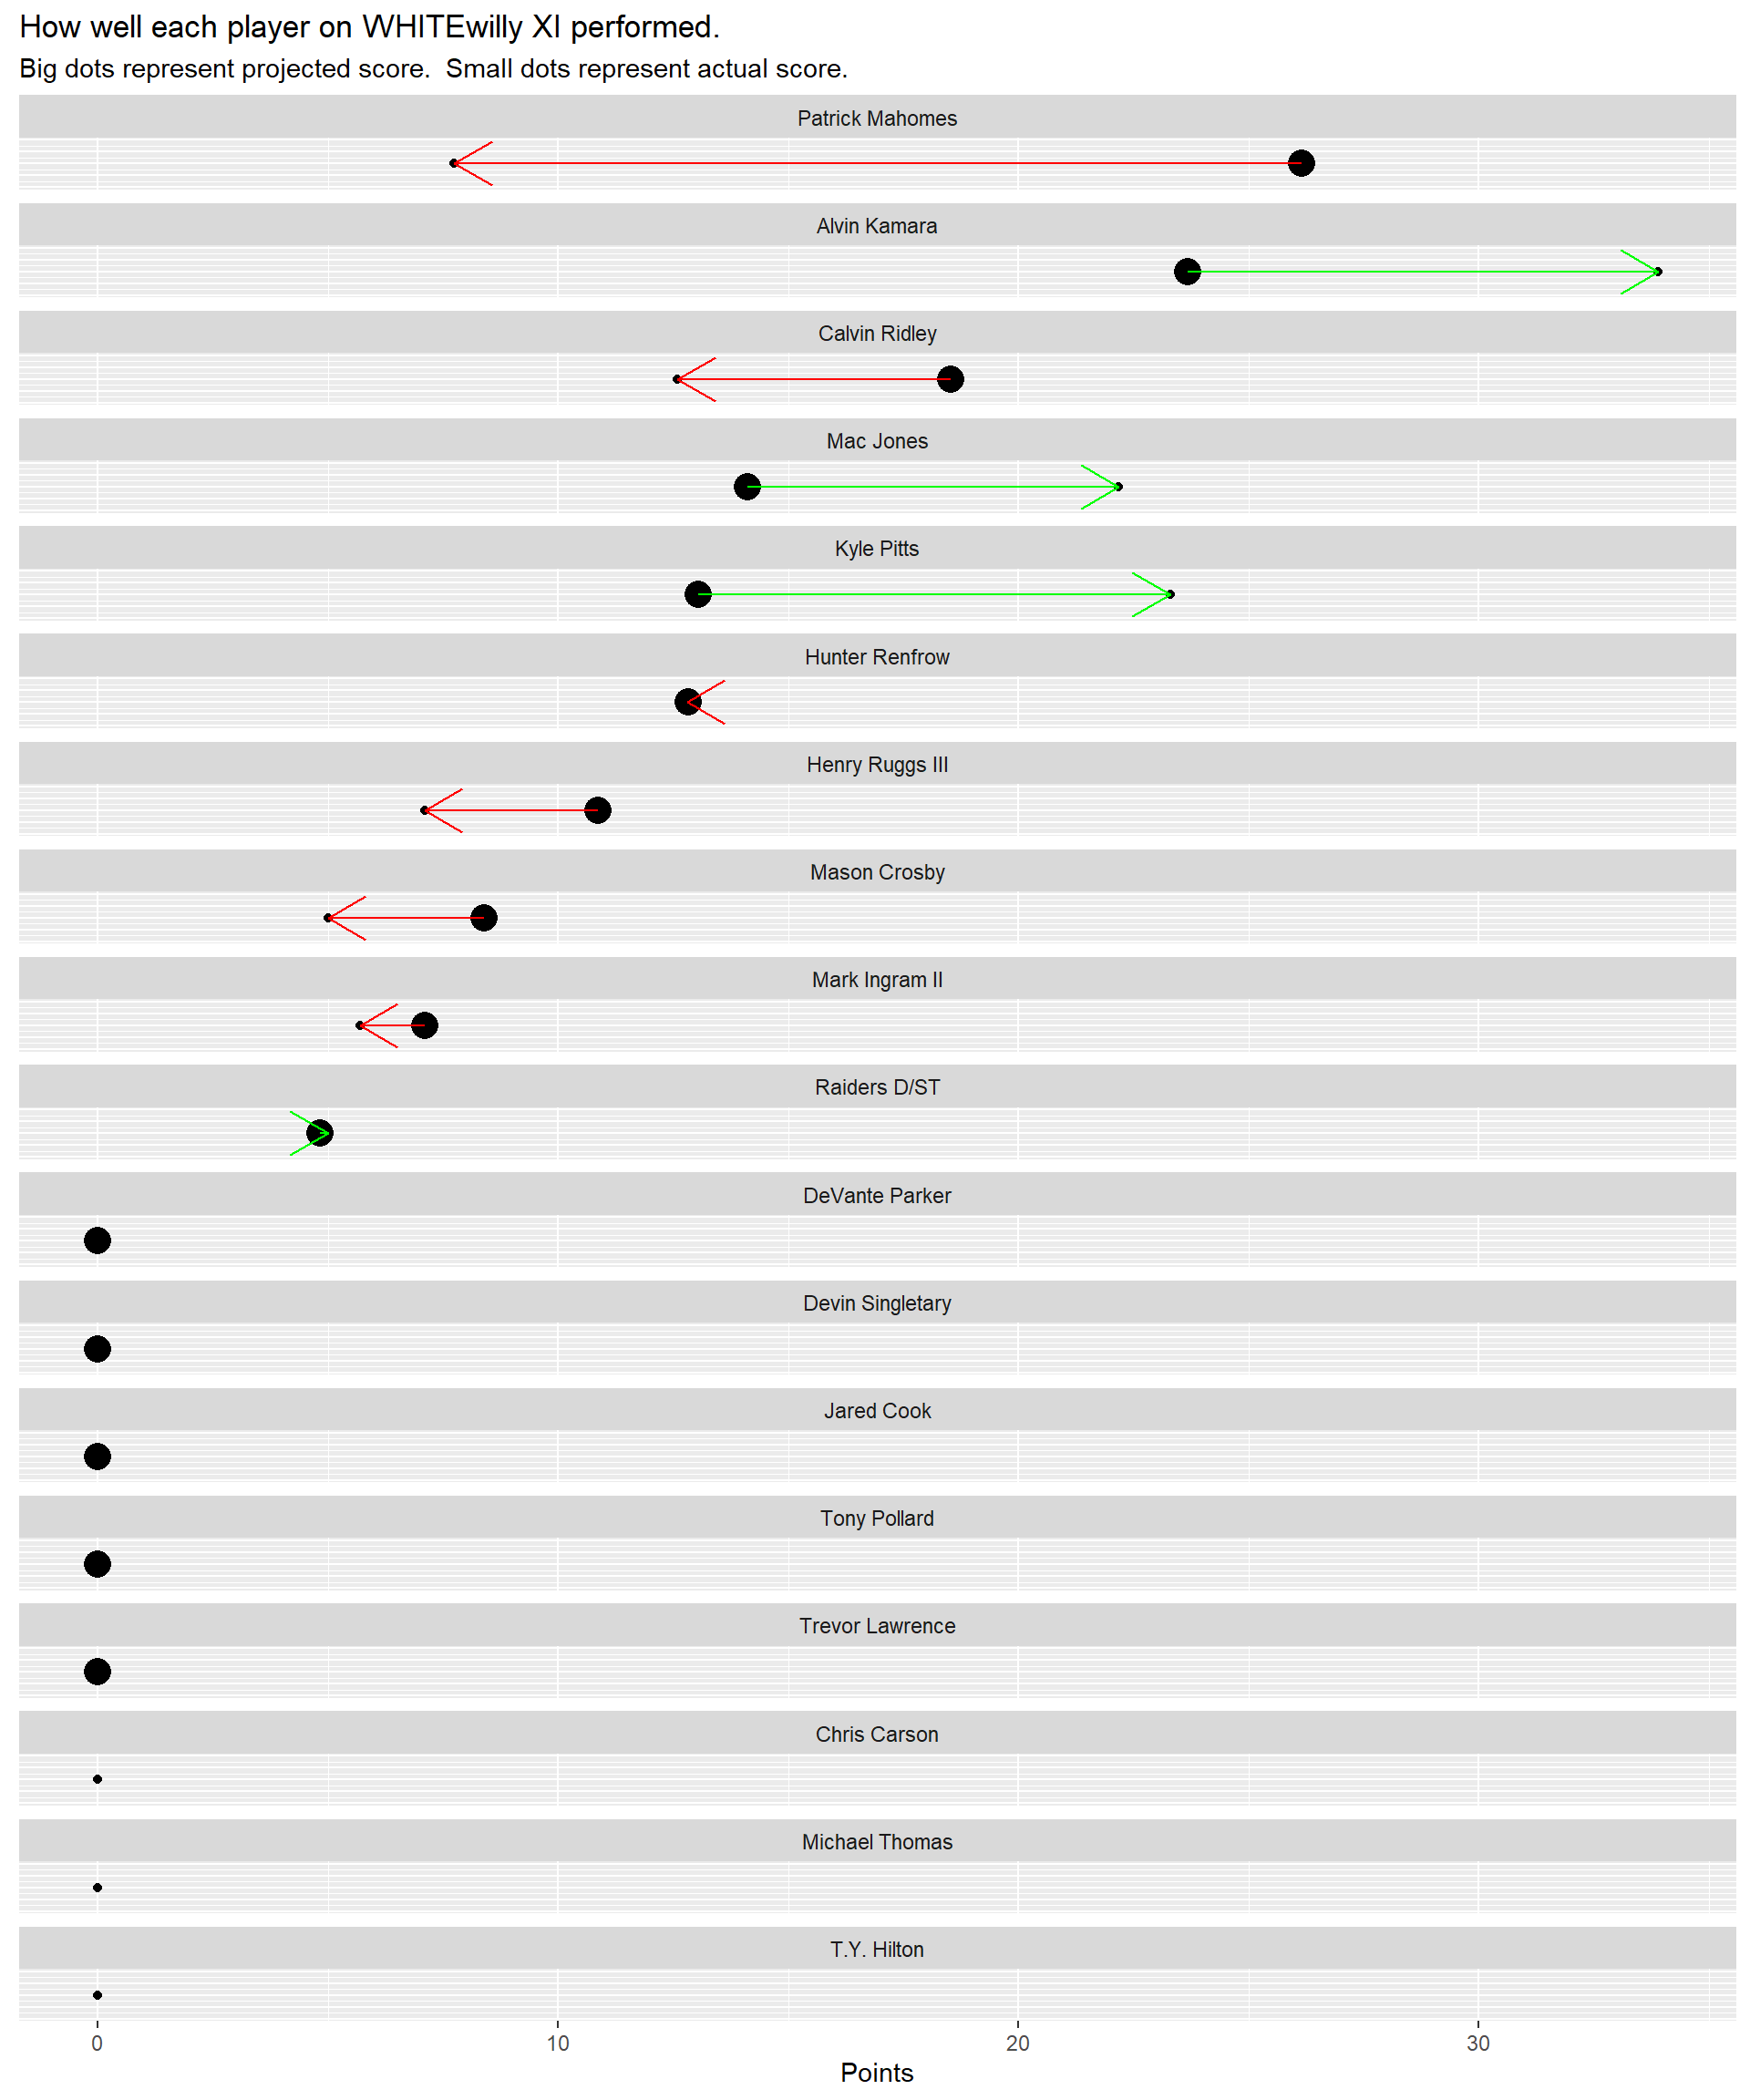 How well each player on WHITEwilly XI performed.
Big dots represent projected score.  Small dots represent actual score.
Patrick Mahomes
Alvin Kamara
Calvin Ridley
Mac Jones
Kyle Pitts
Hunter Renfrow
Henry Ruggs III
Mason Crosby
Mark Ingram II
Raiders D/ST
DeVante Parker
Devin Singletary
Jared Cook
Tony Pollard
Trevor Lawrence
Chris Carson
Michael Thomas
T.Y. Hilton
0 10 20 30
Points